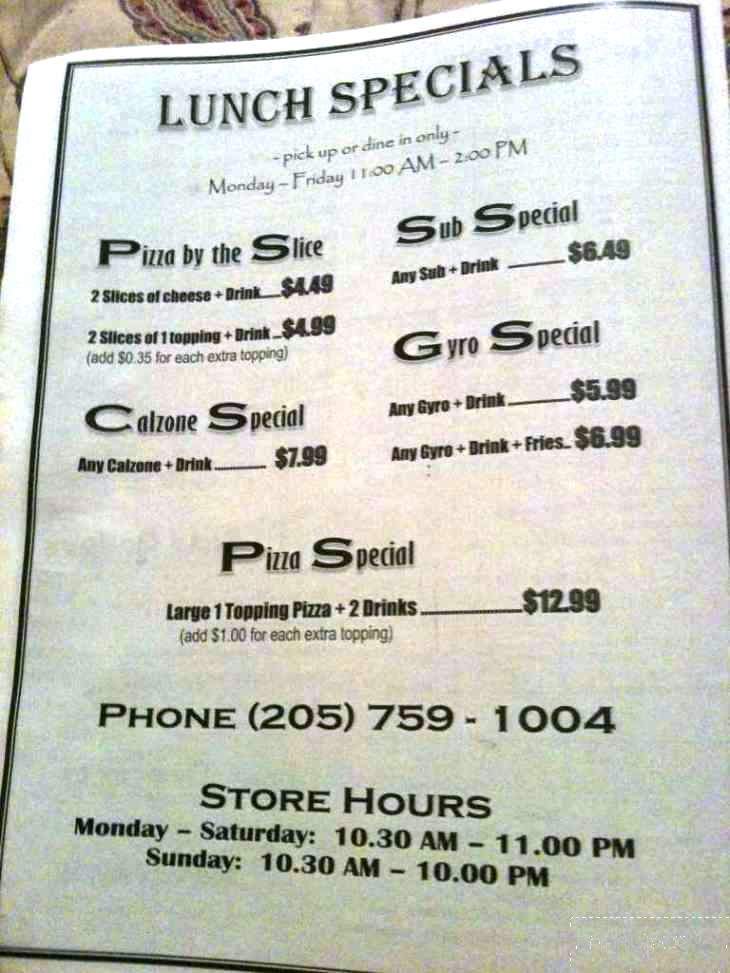 LUNCH SPECIALS
- pick up or dine in only -
Monday – Friday 11:00 AM – 2:00 PM
Pizza by the Slice
2 Slices of cheese + Drink....$4.49
2 Slices of 1 topping + Drink..$4.99
(add $0.35 for each extra topping)
Calzone Special
Any Calzone + Drink............ $7.99
Sub Special
Any Sub + Drink ............$6.49
Gyro Special
Any Gyro + Drink ............$5.99
Any Gyro + Drink + Fries.. $6.99
Pizza Special
Large 1 Topping Pizza + 2 Drinks ........................$12.99
(add $1.00 for each extra topping)
PHONE (205) 759 - 1004
STORE HOURS
Monday – Saturday: 10.30 AM – 11.00 PM
Sunday: 10.30 AM – 10.00 PM